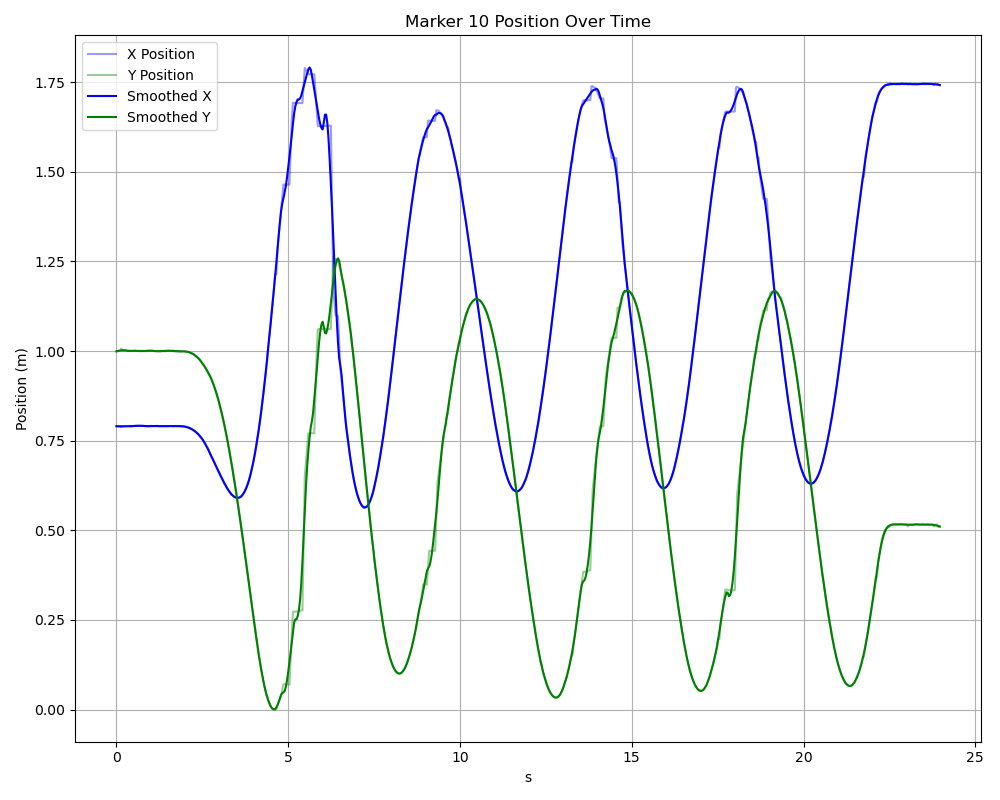 Marker 10 Position Over Time
X Position
Y Position
Smoothed X
Smoothed Y
Position (m)
1.75
1.50
1.25
1.00
0.75
0.50
0.25
0.00
0 5 10 15 20 25
s